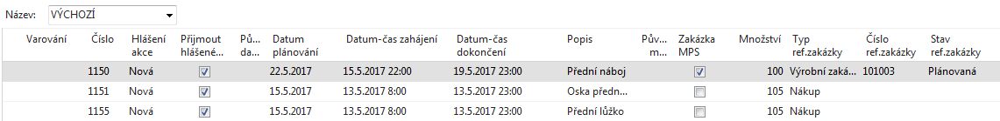 Název: VÝCHOZÍ
Varování Číslo Hlášení akce Přijmout hlášené... Pů... da... Datum plánování Datum-čas zahájení Datum-čas dokončení Popis Pův... m... Zakázka MPS Množství Typ ref.zakázky Číslo ref.zakázky Stav ref.zakázky
1150 Nová 22.5.2017 15.5.2017 22:00 19.5.2017 23:00 Přední náboj 100 Výrobní zaká... 101003 Plánovaná
1151 Nová 15.5.2017 13.5.2017 8:00 13.5.2017 23:00 Oska předn... 105 Nákup
1155 Nová 15.5.2017 13.5.2017 8:00 13.5.2017 23:00 Přední lůžko 105 Nákup